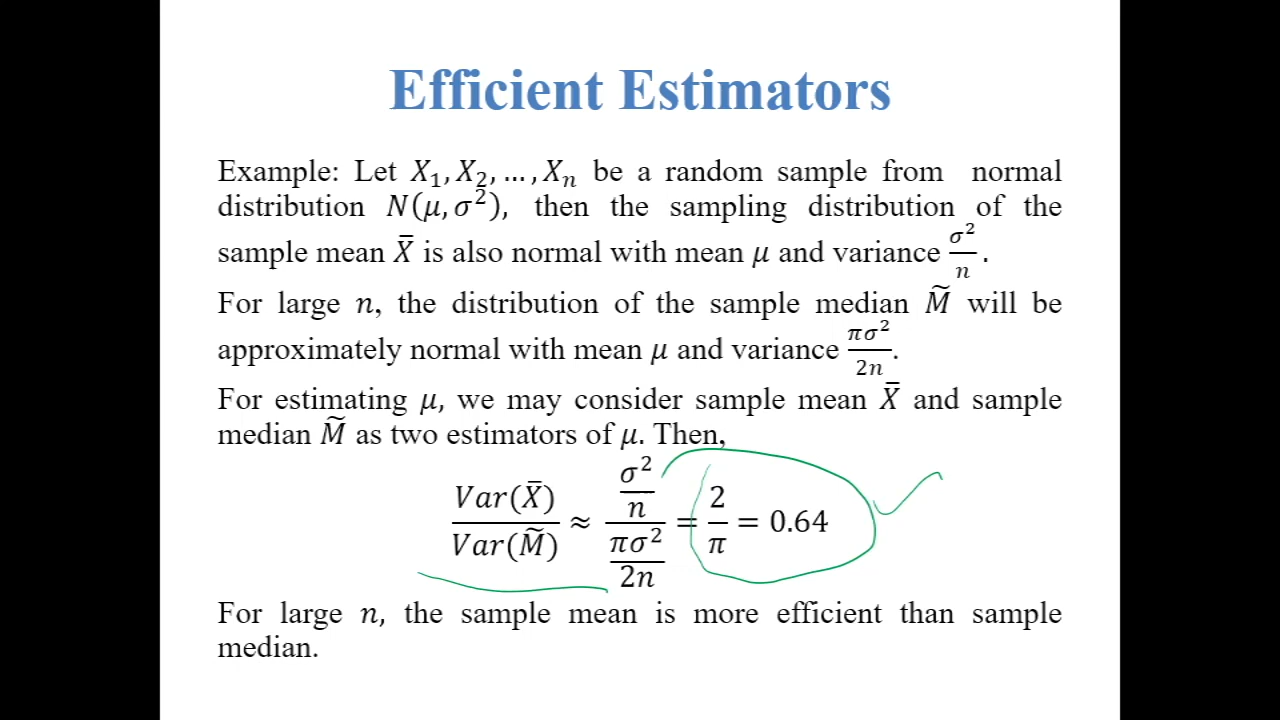 Efficient Estimators
Example: Let X₁, X₂, …, Xₙ be a random sample from normal
distribution N(μ, σ²), then the sampling distribution of the
sample mean X̄ is also normal with mean μ and variance σ²/n.
For large n, the distribution of the sample median M̃ will be
approximately normal with mean μ and variance πσ²/2n.
For estimating μ, we may consider sample mean X̄ and sample
median M̃ as two estimators of μ. Then,
Var(X̄)/Var(M̃) ≈ (σ²/n)/(πσ²/2n) = 2/π = 0.64
For large n, the sample mean is more efficient than sample
median.